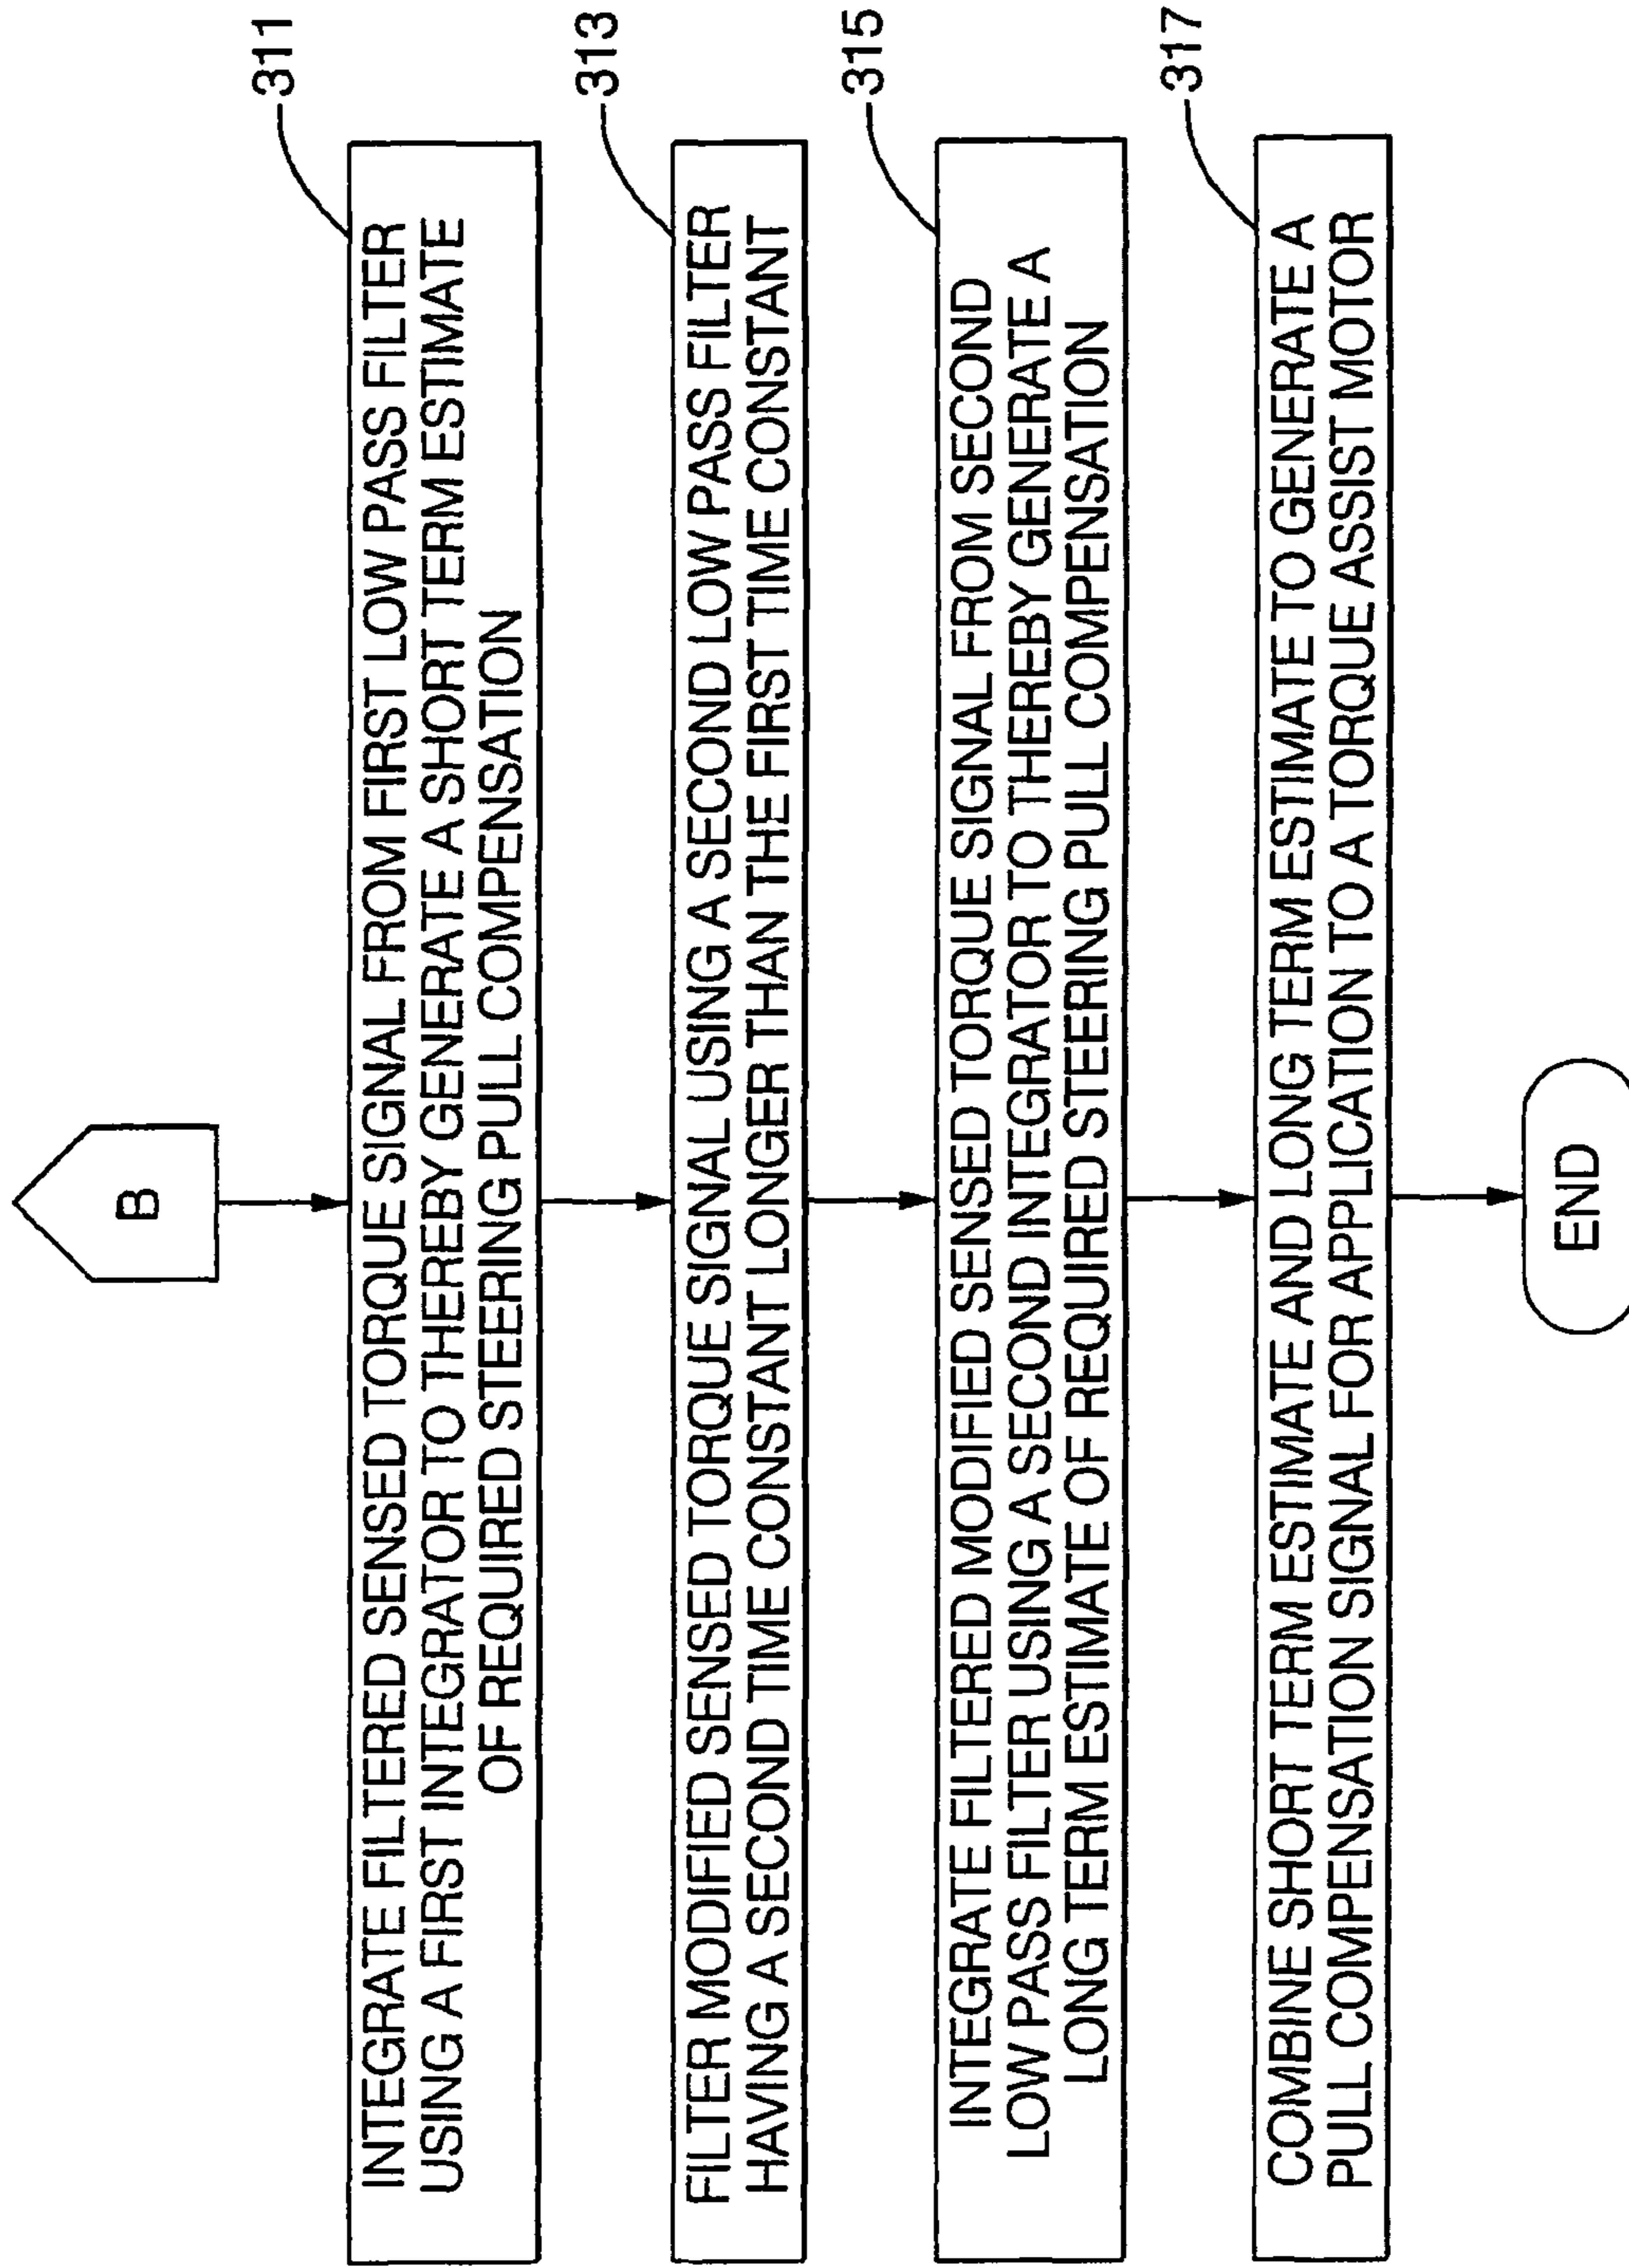 B
311
INTEGRATE FILTERED SENSED TORQUE SIGNAL FROM FIRST LOW PASS FILTER
USING A FIRST INTEGRATOR TO THEREBY GENERATE A SHORT TERM ESTIMATE
OF REQUIRED STEERING PULL COMPENSATION
313
FILTER MODIFIED SENSED TORQUE SIGNAL USING A SECOND LOW PASS FILTER
HAVING A SECOND TIME CONSTANT LONGER THAN THE FIRST TIME CONSTANT
315
INTEGRATE FILTERED MODIFIED SENSED TORQUE SIGNAL FROM SECOND
LOW PASS FILTER USING A SECOND INTEGRATOR TO THEREBY GENERATE A
LONG TERM ESTIMATE OF REQUIRED STEERING PULL COMPENSATION
317
COMBINE SHORT TERM ESTIMATE AND LONG TERM ESTIMATE TO GENERATE A
PULL COMPENSATION SIGNAL FOR APPLICATION TO A TORQUE ASSIST MOTOR
END